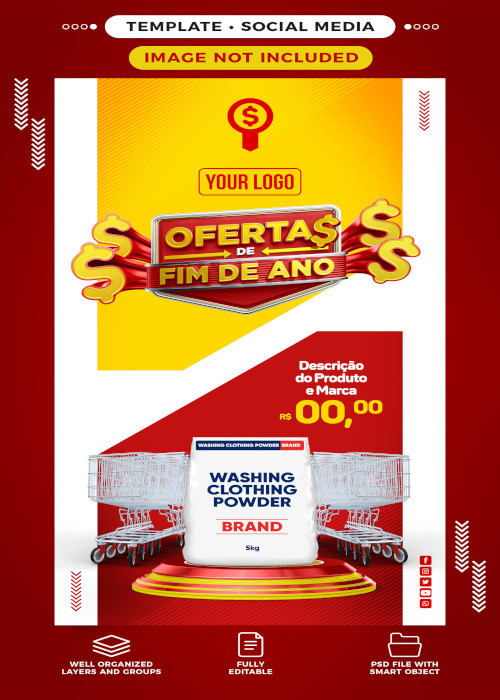 TEMPLATE • SOCIAL MEDIA
IMAGE NOT INCLUDED
$
YOUR LOGO
OFERTA$
DE
FIM DE ANO
$
$
$
$
Descrição
do Produto
e Marca
R$ 00,00
WASHING CLOTHING POWDER BRAND
WASHING
CLOTHING
POWDER
BRAND
5kg
WELL ORGANIZED
LAYERS AND GROUPS
FULLY
EDITABLE
PSD FILE WITH
SMART OBJECT